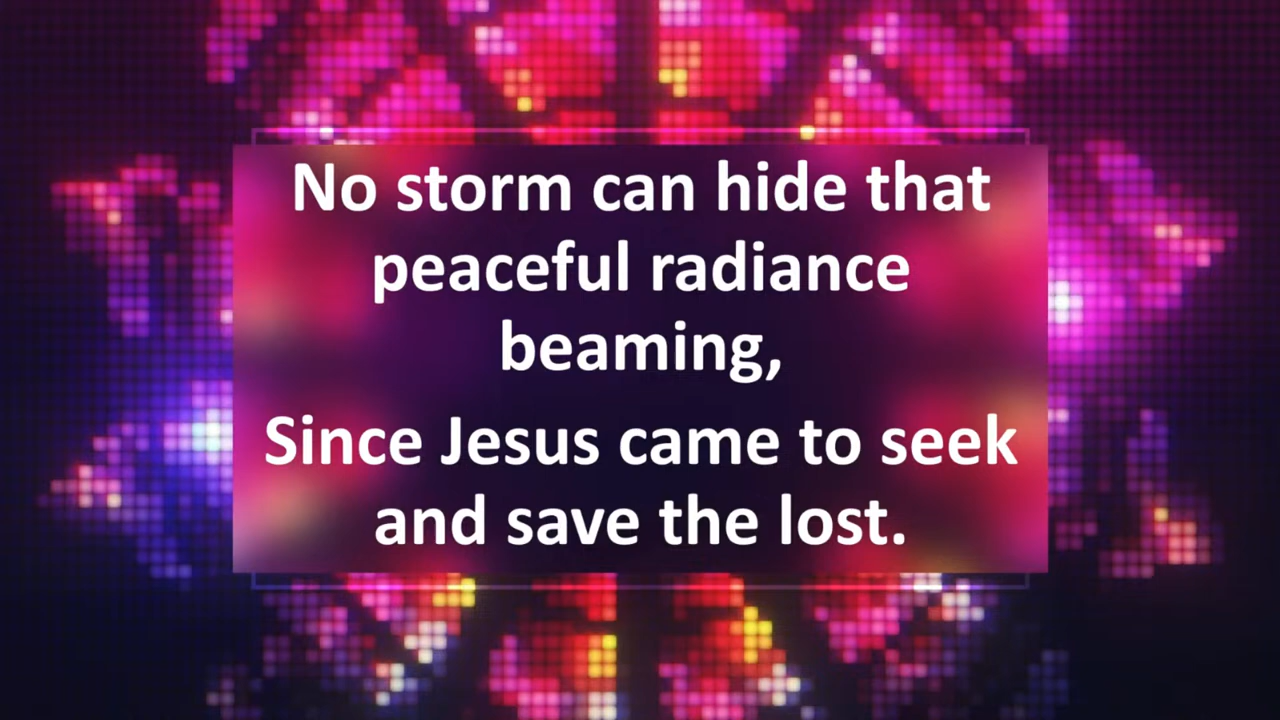 No storm can hide that
peaceful radiance
beaming,
Since Jesus came to seek
and save the lost.